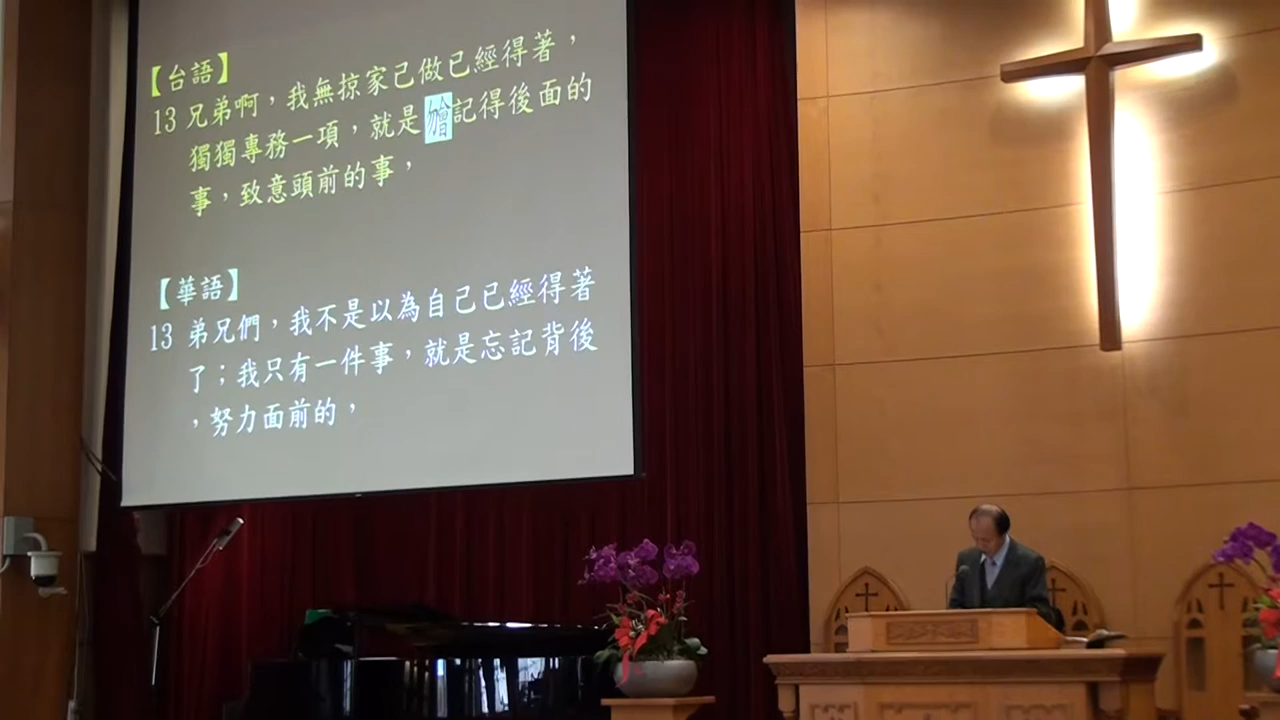 【台語】
13 兄弟啊，我無掠家己做已經得著，
獨獨專務一項，就是𣍐記得後面的
事，致意頭前的事，
【華語】
13 弟兄們，我不是以為自己已經得著
了；我只有一件事，就是忘記背後
，努力面前的，